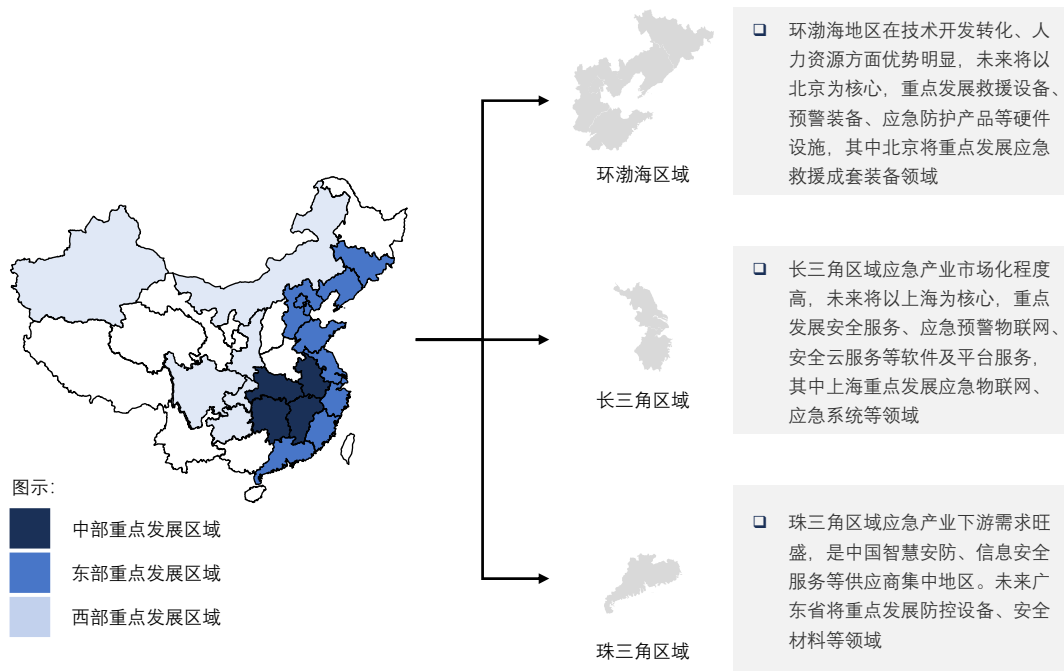 环渤海地区在技术开发转化、人
力资源方面优势明显，未来将以
北京为核心，重点发展救援设备、
预警装备、应急防护产品等硬件
设施，其中北京将重点发展应急
救援成套装备领域
环渤海区域
长三角区域应急产业市场化程度
高，未来将以上海为核心，重点
发展安全服务、应急预警物联网、
安全云服务等软件及平台服务，
其中上海重点发展应急物联网、
应急系统等领域
长三角区域
图示：
中部重点发展区域
东部重点发展区域
西部重点发展区域
珠三角区域应急产业下游需求旺
盛，是中国智慧安防、信息安全
服务等供应商集中地区。未来广
东省将重点发展防控设备、安全
材料等领域
珠三角区域